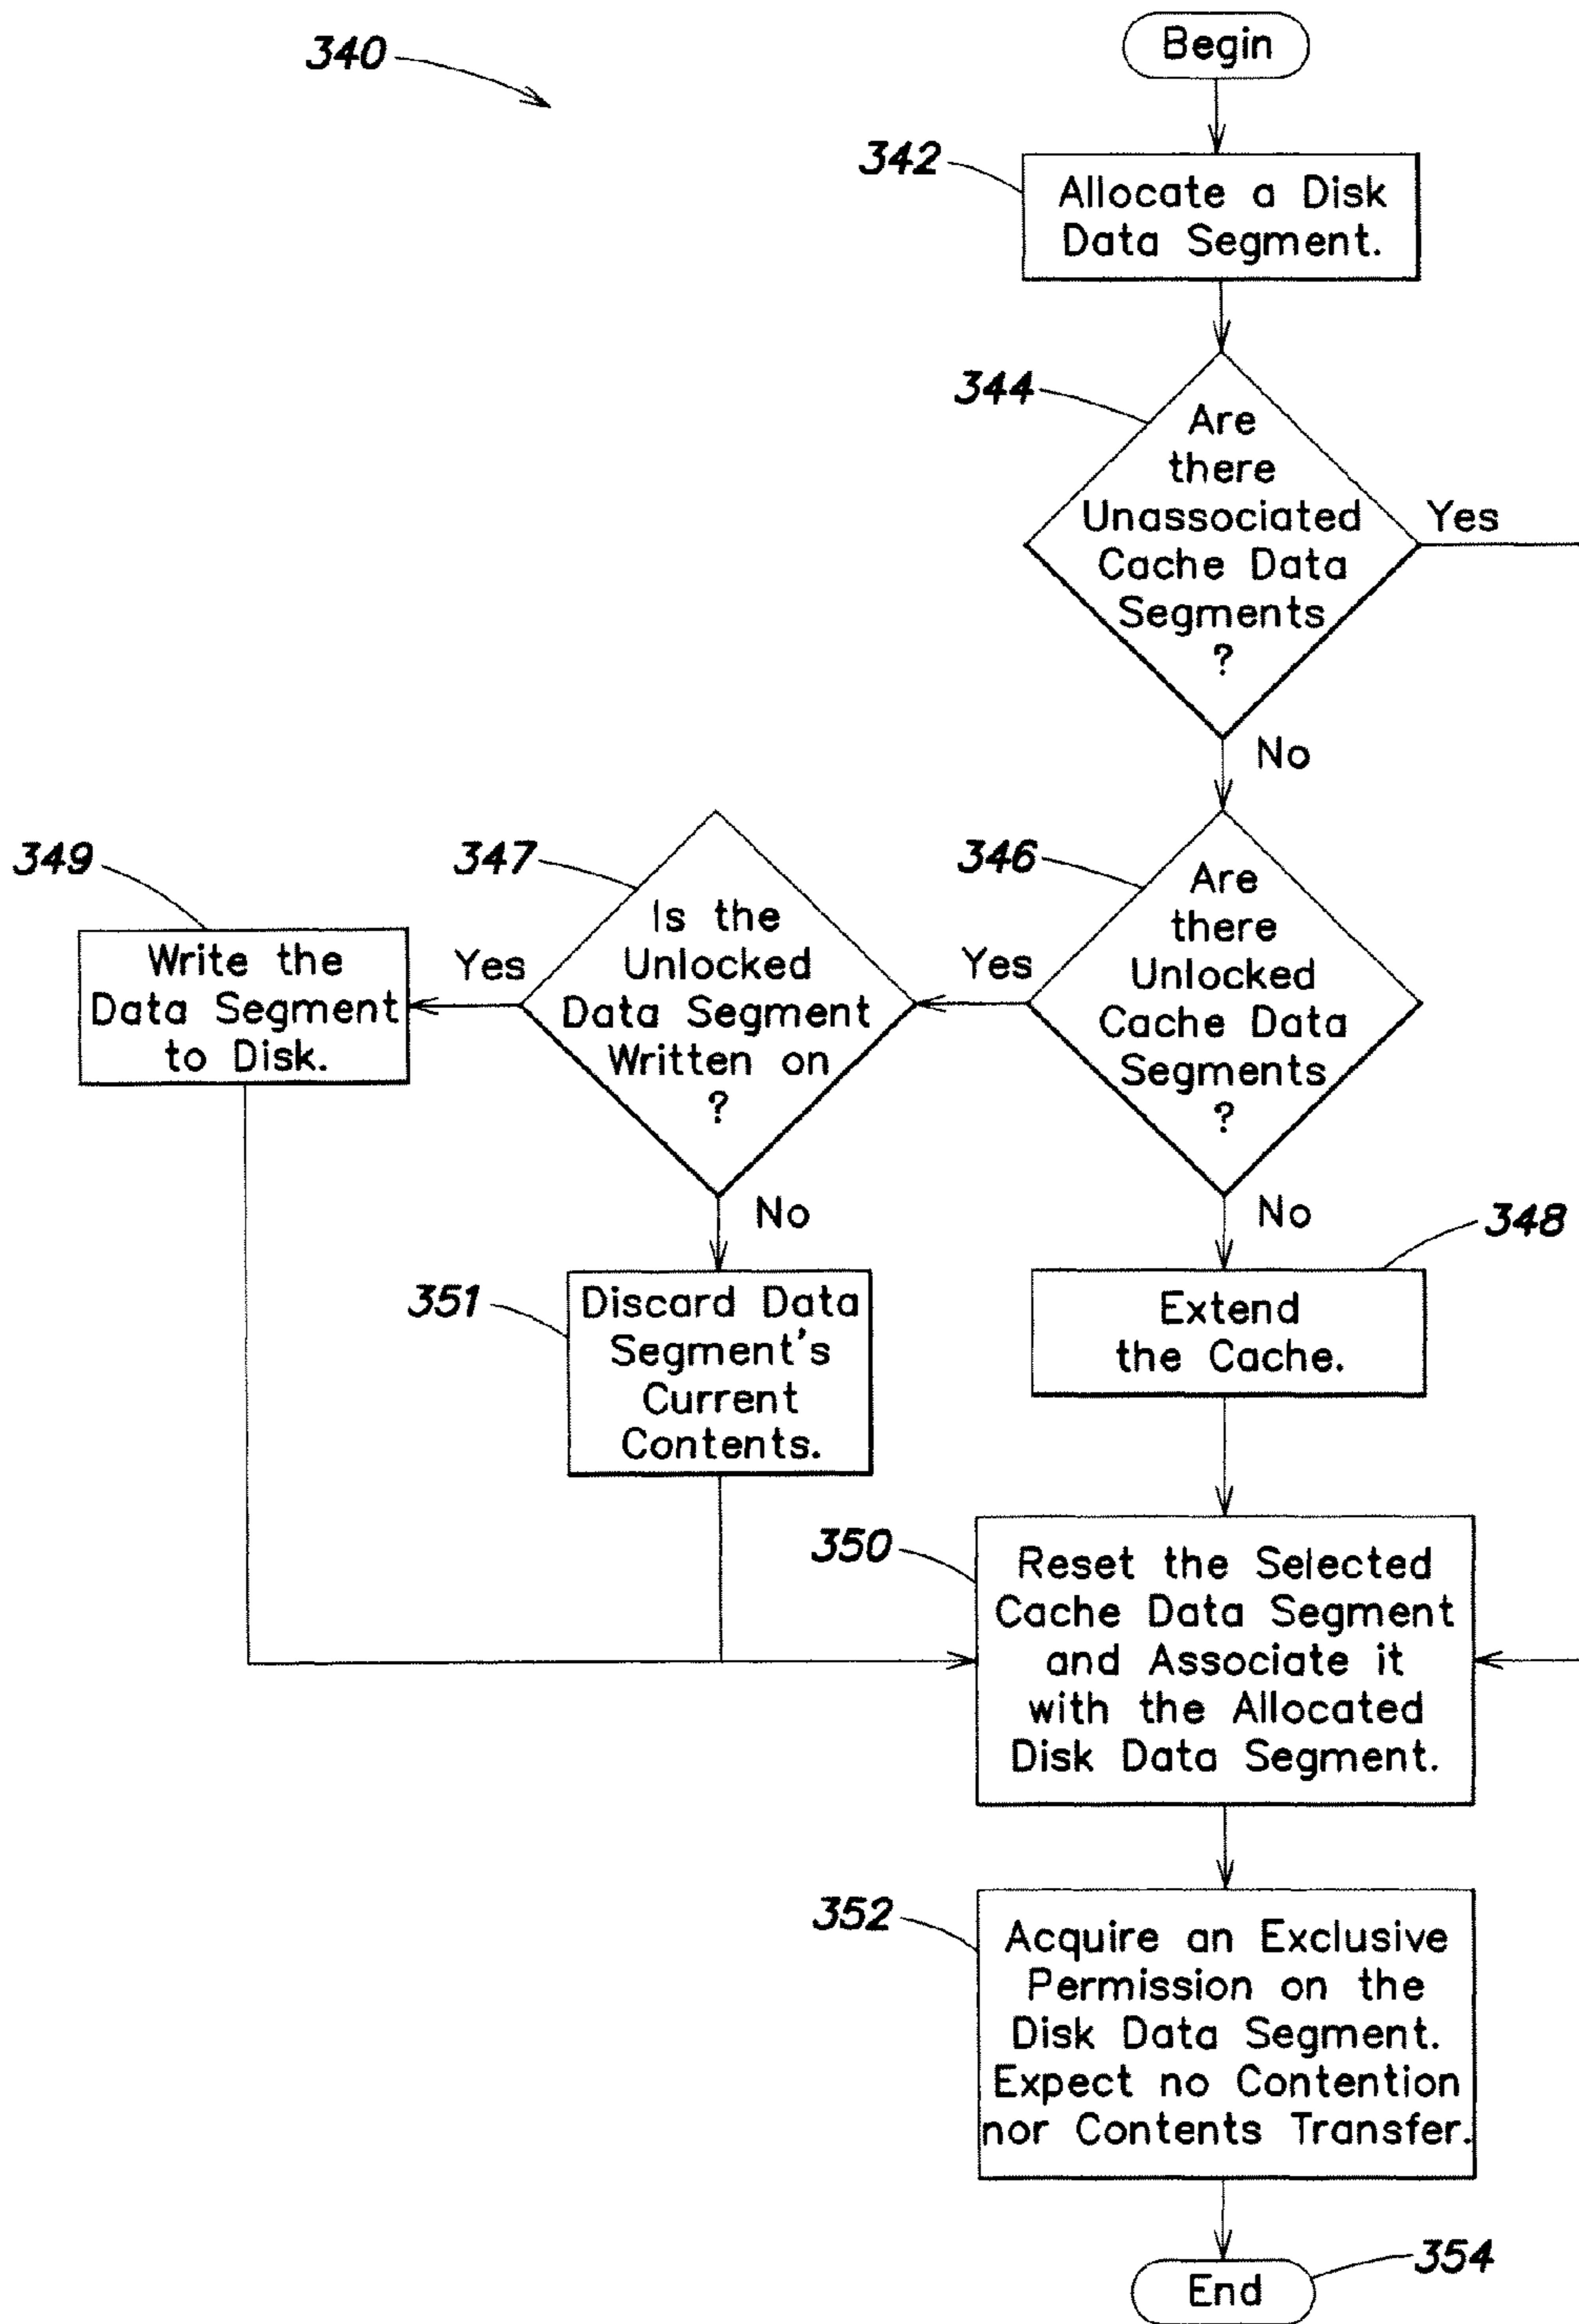 340
Begin
342
Allocate a Disk
Data Segment.
344
Are
there
Unassociated
Cache Data
Segments
?
Yes
No
349
Write the
Data Segment
to Disk.
Yes
347
Is the
Unlocked
Data Segment
Written on
?
Yes
346
Are
there
Unlocked
Cache Data
Segments
?
No
No
348
351
Discard Data
Segment's
Current
Contents.
Extend
the Cache.
350
Reset the Selected
Cache Data Segment
and Associate it
with the Allocated
Disk Data Segment.
352
Acquire an Exclusive
Permission on the
Disk Data Segment.
Expect no Contention
nor Contents Transfer.
End
354